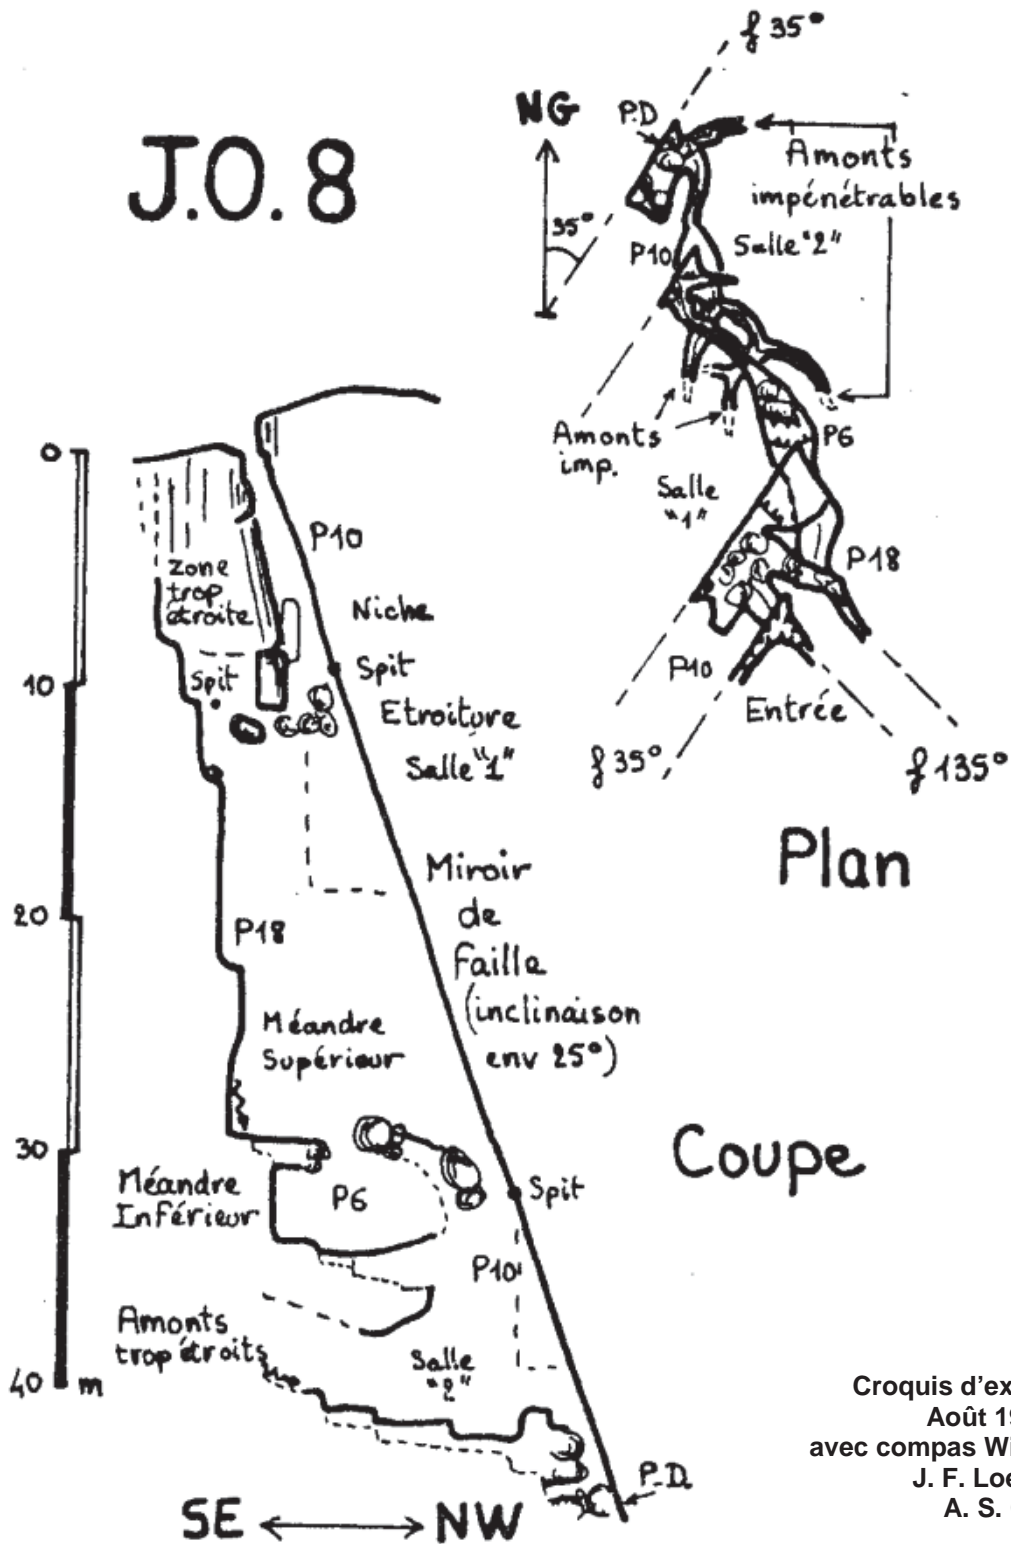 J.O.8
NG
35°
f 35°
P.D
Amonts
impénétrables
Salle "2"
P10
Amonts
imp.
P6
Salle
"1"
P18
P10
Entrée
f 35°
f 135°
Plan
0
10
20
30
40 m
P10
zone
trop
étroite
Niche
Spit
Spit
Etroiture
Salle "1"
Miroir
de
faille
(inclinaison
env 25°)
P18
Méandre
Supérieur
Coupe
Méandre
Inférieur
P6
Spit
P10
Amonts
trop étroits
Salle
"2"
P.D.
SE NW
Croquis d'ex
Août 19
avec compas Wi
J. F. Loe
A. S.